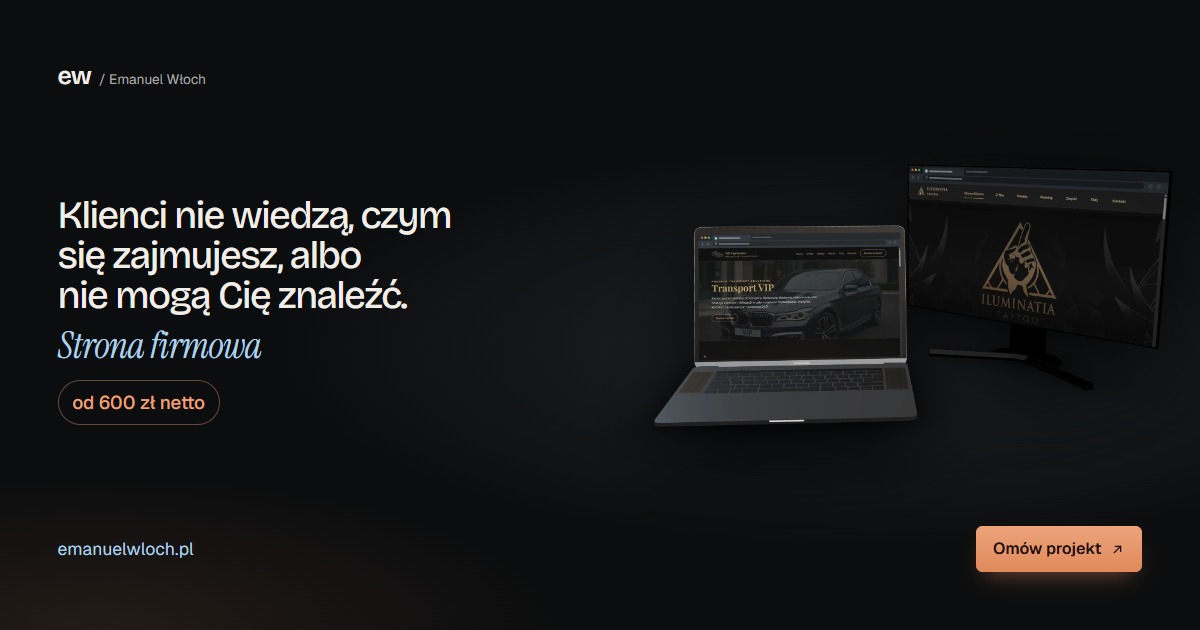 ew / Emanuel Włoch
Klienci nie wiedzą, czym
się zajmujesz, albo
nie mogą Cię znaleźć.
Strona firmowa
od 600 zł netto
Transport VIP
ILUMINATIA
TATTOO
emanuelwloch.pl
Omów projekt